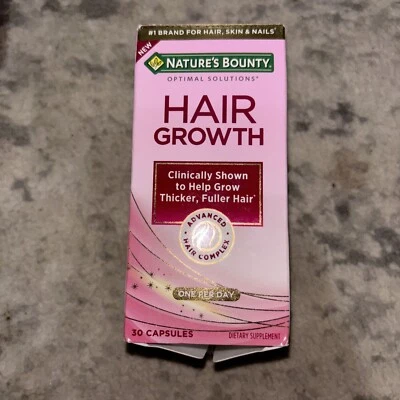 #1 BRAND FOR HAIR, SKIN & NAILS*
NEW
NATURE'S BOUNTY
OPTIMAL SOLUTIONS®
HAIR
GROWTH
Clinically Shown
to Help Grow
Thicker, Fuller Hair*
ADVANCED
HAIR COMPLEX
ONE PER DAY
30 CAPSULES
DIETARY SUPPLEMENT